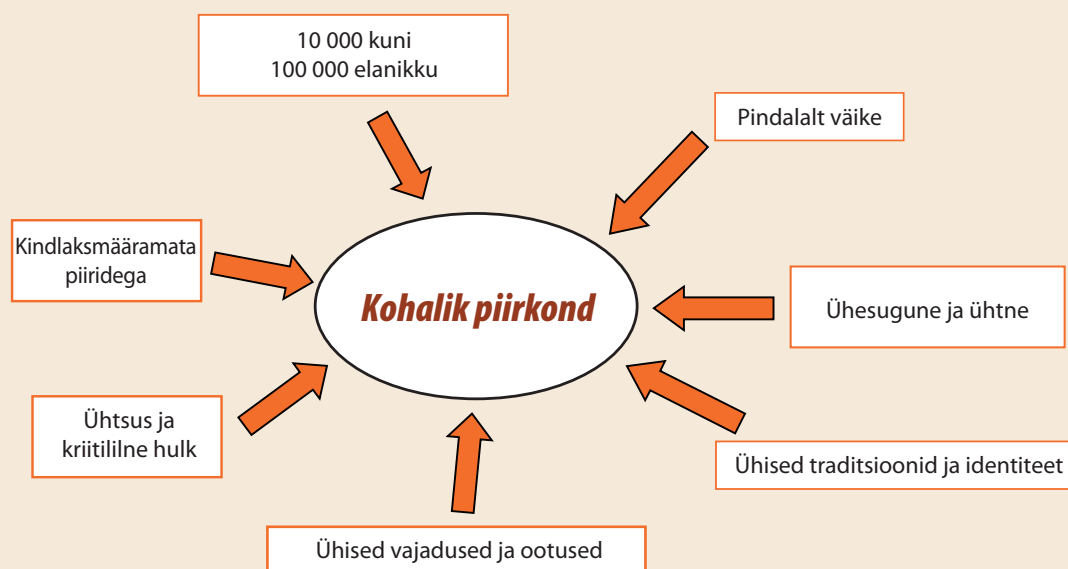 10 000 kuni
100 000 elanikku
Pindalalt väike
Kindlaksmääramata
piiridega
Kohalik piirkond
Ühesugune ja ühtne
Ühtsus ja
kriitililne hulk
Ühised traditsioonid ja identiteet
Ühised vajadused ja ootused